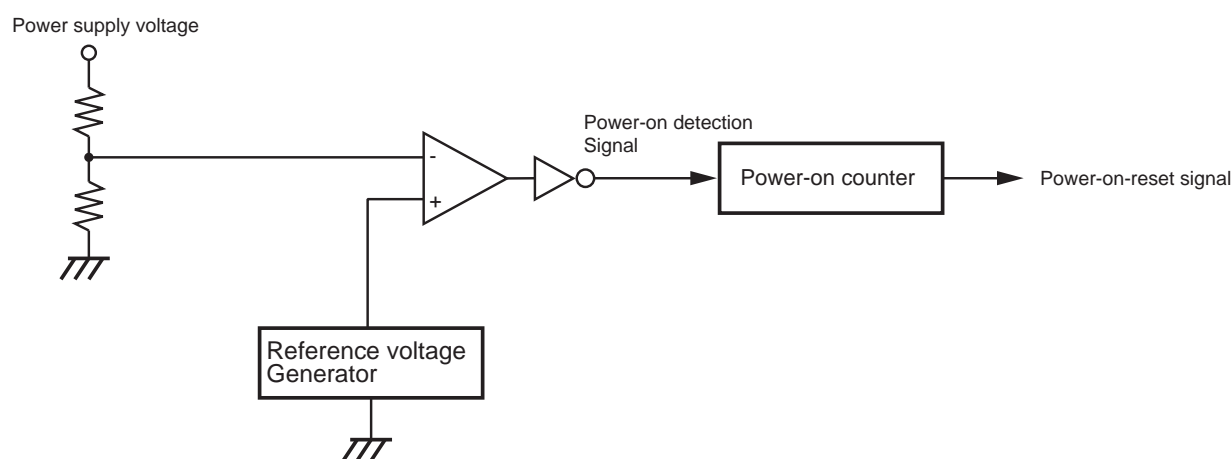 Power supply voltage
Power-on detection
Signal
-
+
Power-on counter
Power-on-reset signal
Reference voltage
Generator